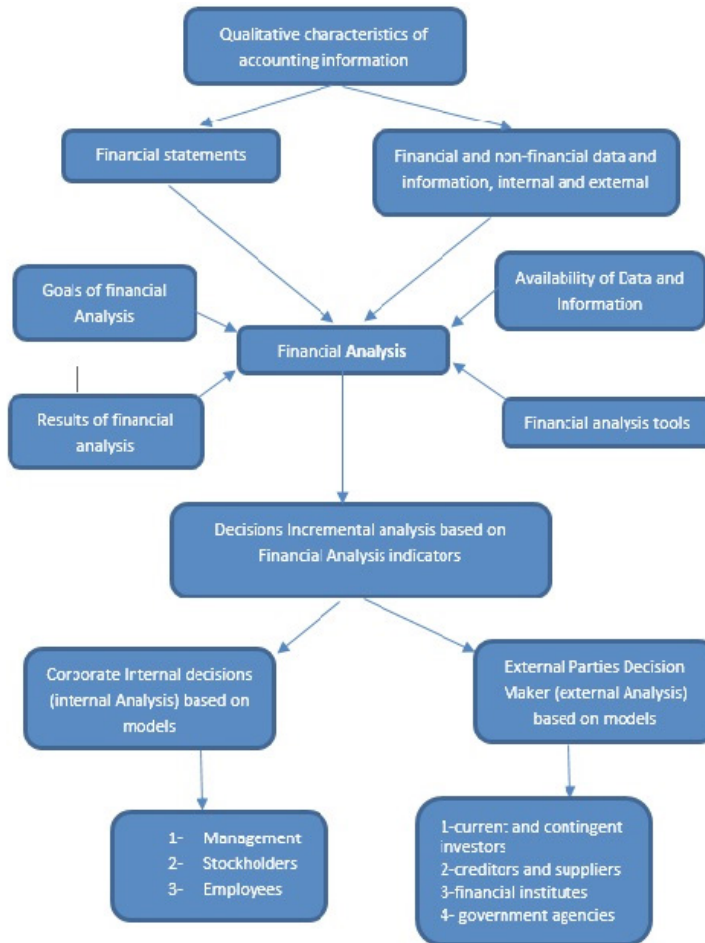 Qualitative characteristics of
accounting information
Financial statements
Financial and non-financial data and
information, internal and external
Goals of financial
Analysis
Availability of Data and
Information
Financial Analysis
Results of financial
analysis
Financial analysis tools
Decisions Incremental analysis based on
Financial Analysis indicators
Corporate Internal decisions
(internal Analysis) based on
models
External Parties Decision
Maker (external Analysis)
based on models
1- Management
2- Stockholders
3- Employees
1-current and contingent
investors
2-creditors and suppliers
3-financial institutes
4- government agencies